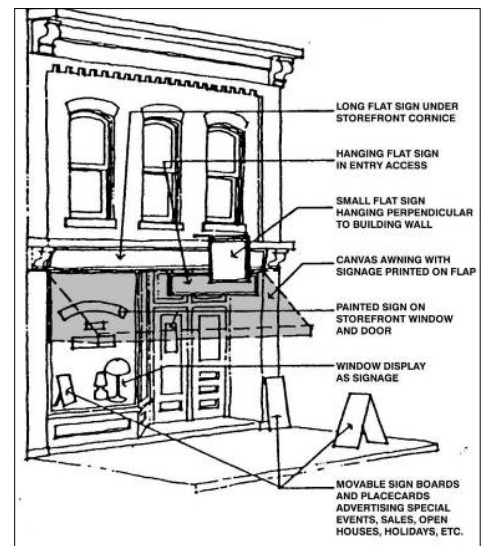 LONG FLAT SIGN UNDER
STOREFRONT CORNICE
HANGING FLAT SIGN
IN ENTRY ACCESS
SMALL FLAT SIGN
HANGING PERPENDICULAR
TO BUILDING WALL
CANVAS AWNING WITH
SIGNAGE PRINTED ON FLAP
PAINTED SIGN ON
STOREFRONT WINDOW
AND DOOR
WINDOW DISPLAY
AS SIGNAGE
MOVABLE SIGN BOARDS
AND PLACECARDS
ADVERTISING SPECIAL
EVENTS, SALES, OPEN
HOUSES, HOLIDAYS, ETC.